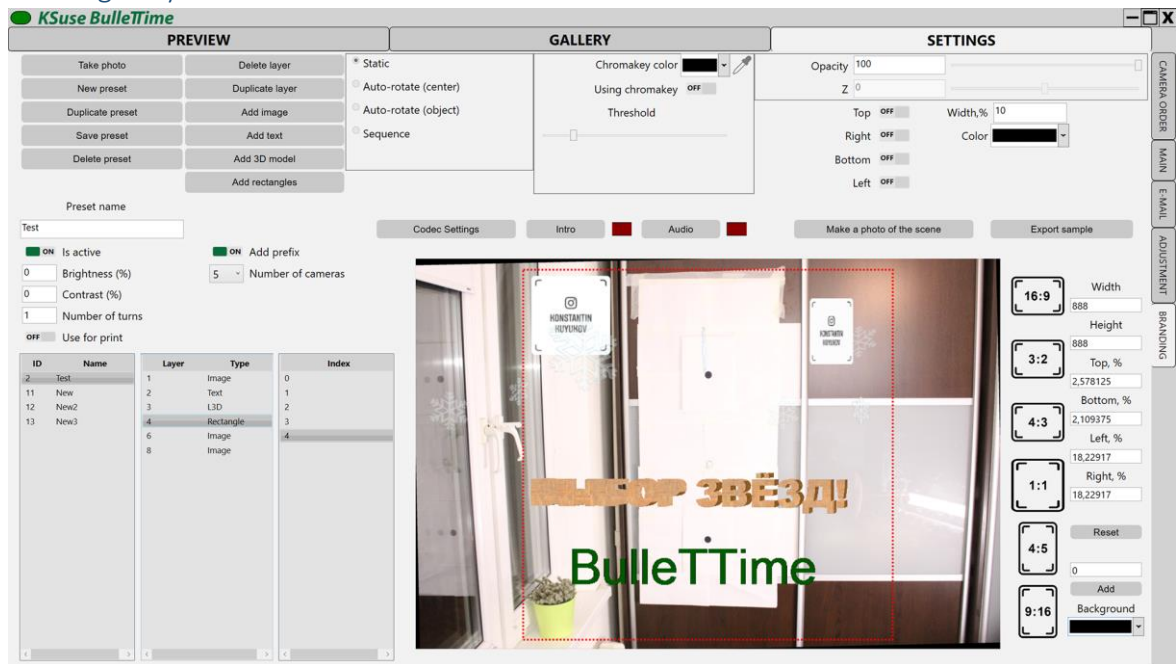 KSuse BulleTTime
PREVIEW
GALLERY
SETTINGS
Take photo
Delete layer
New preset
Duplicate layer
Duplicate preset
Add image
Save preset
Add text
Delete preset
Add 3D model
Add rectangles
Static
Auto-rotate (center)
Auto-rotate (object)
Sequence
Chromakey color
Using chromakey OFF
Threshold
Opacity 100
Z 0
Top OFF
Width,% 10
Right OFF
Color
Bottom OFF
Left OFF
CAMERA ORDER
MAIN
E-MAIL
ADJUSTMENT
BRANDING
Preset name
Test
Codec Settings
Intro
Audio
Make a photo of the scene
Export sample
ON Is active
ON Add prefix
0 Brightness (%)
5 Number of cameras
0 Contrast (%)
1 Number of turns
OFF Use for print
ID Name
2 Test
11 New
12 New2
13 New3
Layer Type
1 Image
2 Text
3 L3D
4 Rectangle
6 Image
8 Image
Index
0
1
2
3
4
KONSTANTIN
KUYUKOV
KONSTANTIN
KUYUKOV
ВЫБОР ЗВЁЗД!
BulleTTime
16:9
3:2
4:3
1:1
4:5
9:16
Width
888
Height
888
Top, %
2,578125
Bottom, %
2,109375
Left, %
18,22917
Right, %
18,22917
Reset
0
Add
Background